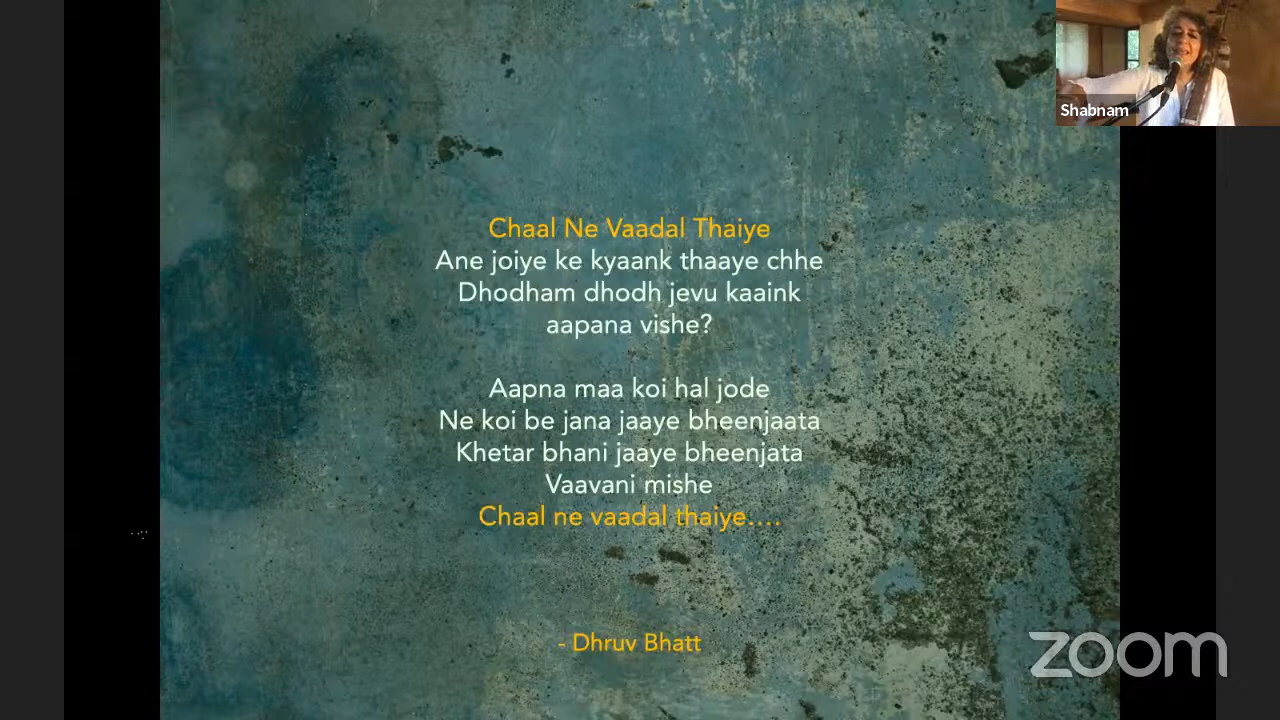 Shabnam
Chaal Ne Vaadal Thaiye
Ane joiye ke kyaank thaaye chhe
Dhodham dhodh jevu kaaink
aapana vishe?
Aapna maa koi hal jode
Ne koi be jana jaaye bheenjaata
Khetar bhani jaaye bheenjata
Vaavani mishe
Chaal ne vaadal thaiye....
- Dhruv Bhatt
zoom